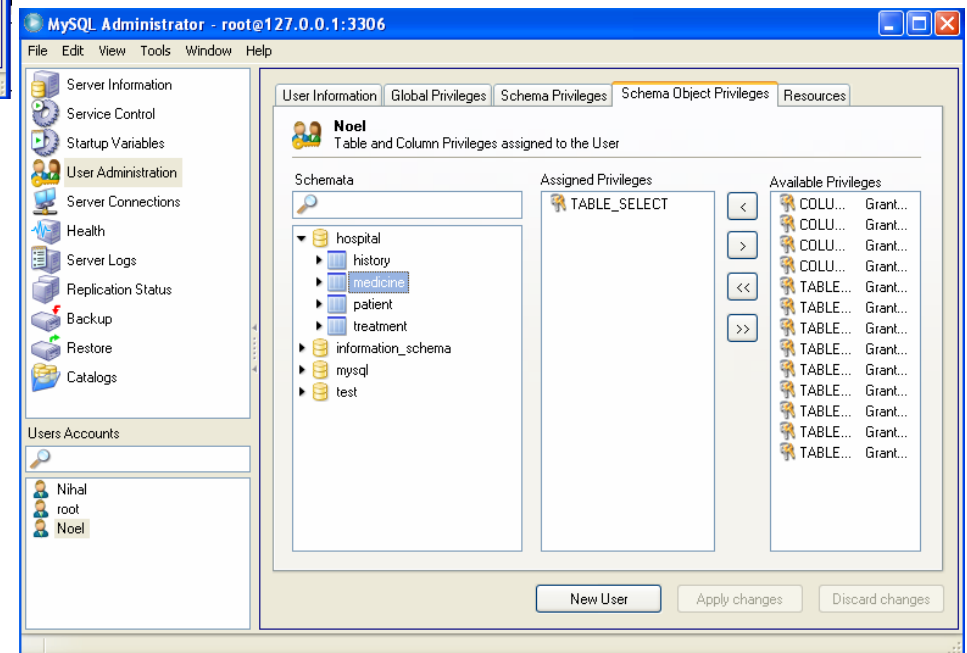 MySQL Administrator - root@127.0.0.1:3306
File Edit View Tools Window Help
Server Information
Service Control
Startup Variables
User Administration
Server Connections
Health
Server Logs
Replication Status
Backup
Restore
Catalogs
Users Accounts
Nihal
root
Noel
User Information Global Privileges Schema Privileges Schema Object Privileges Resources
Noel
Table and Column Privileges assigned to the User
Schemata
hospital
history
medicine
patient
treatment
information_schema
mysql
test
Assigned Privileges
TABLE_SELECT
<
>
<<
>>
Available Privileges
COLU... Grant...
COLU... Grant...
COLU... Grant...
COLU... Grant...
TABLE... Grant...
TABLE... Grant...
TABLE... Grant...
TABLE... Grant...
TABLE... Grant...
TABLE... Grant...
TABLE... Grant...
TABLE... Grant...
TABLE... Grant...
New User Apply changes Discard changes